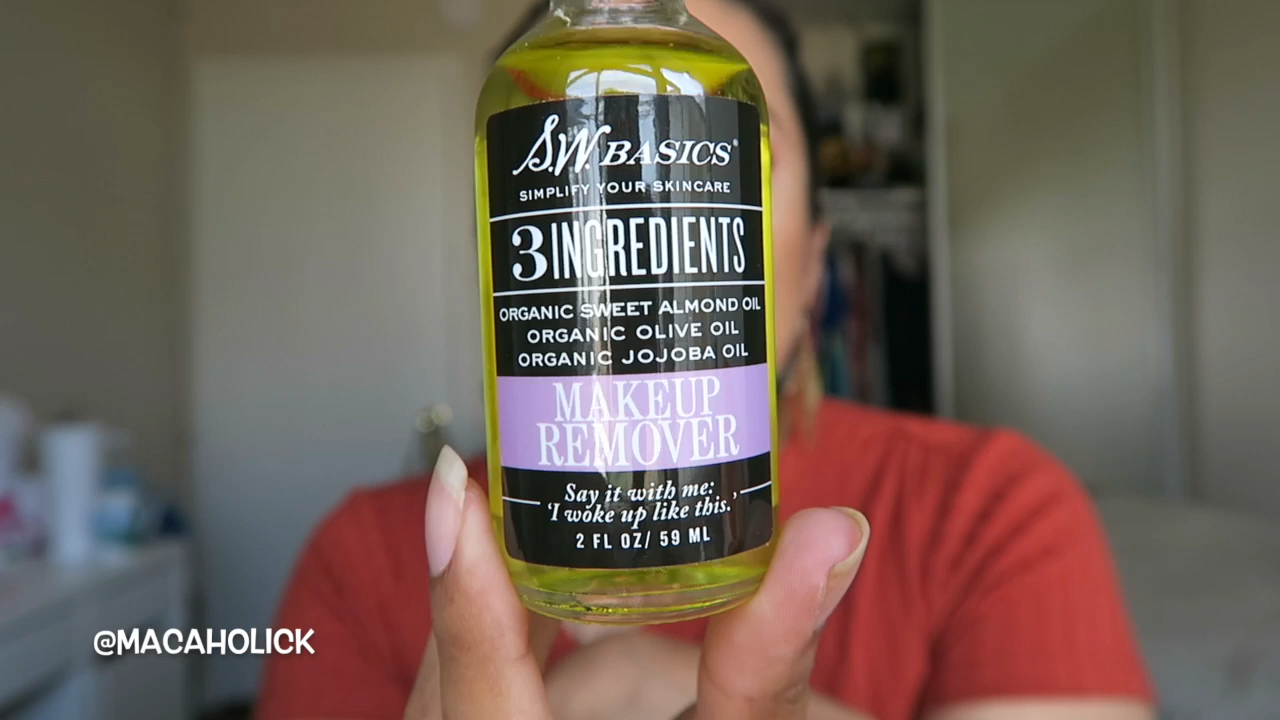 S.W. BASICS®
SIMPLIFY YOUR SKINCARE
3 INGREDIENTS
ORGANIC SWEET ALMOND OIL
ORGANIC OLIVE OIL
ORGANIC JOJOBA OIL
MAKEUP
REMOVER
Say it with me:
'I woke up like this.'
2 FL OZ/ 59 ML
@MACAHOLICK